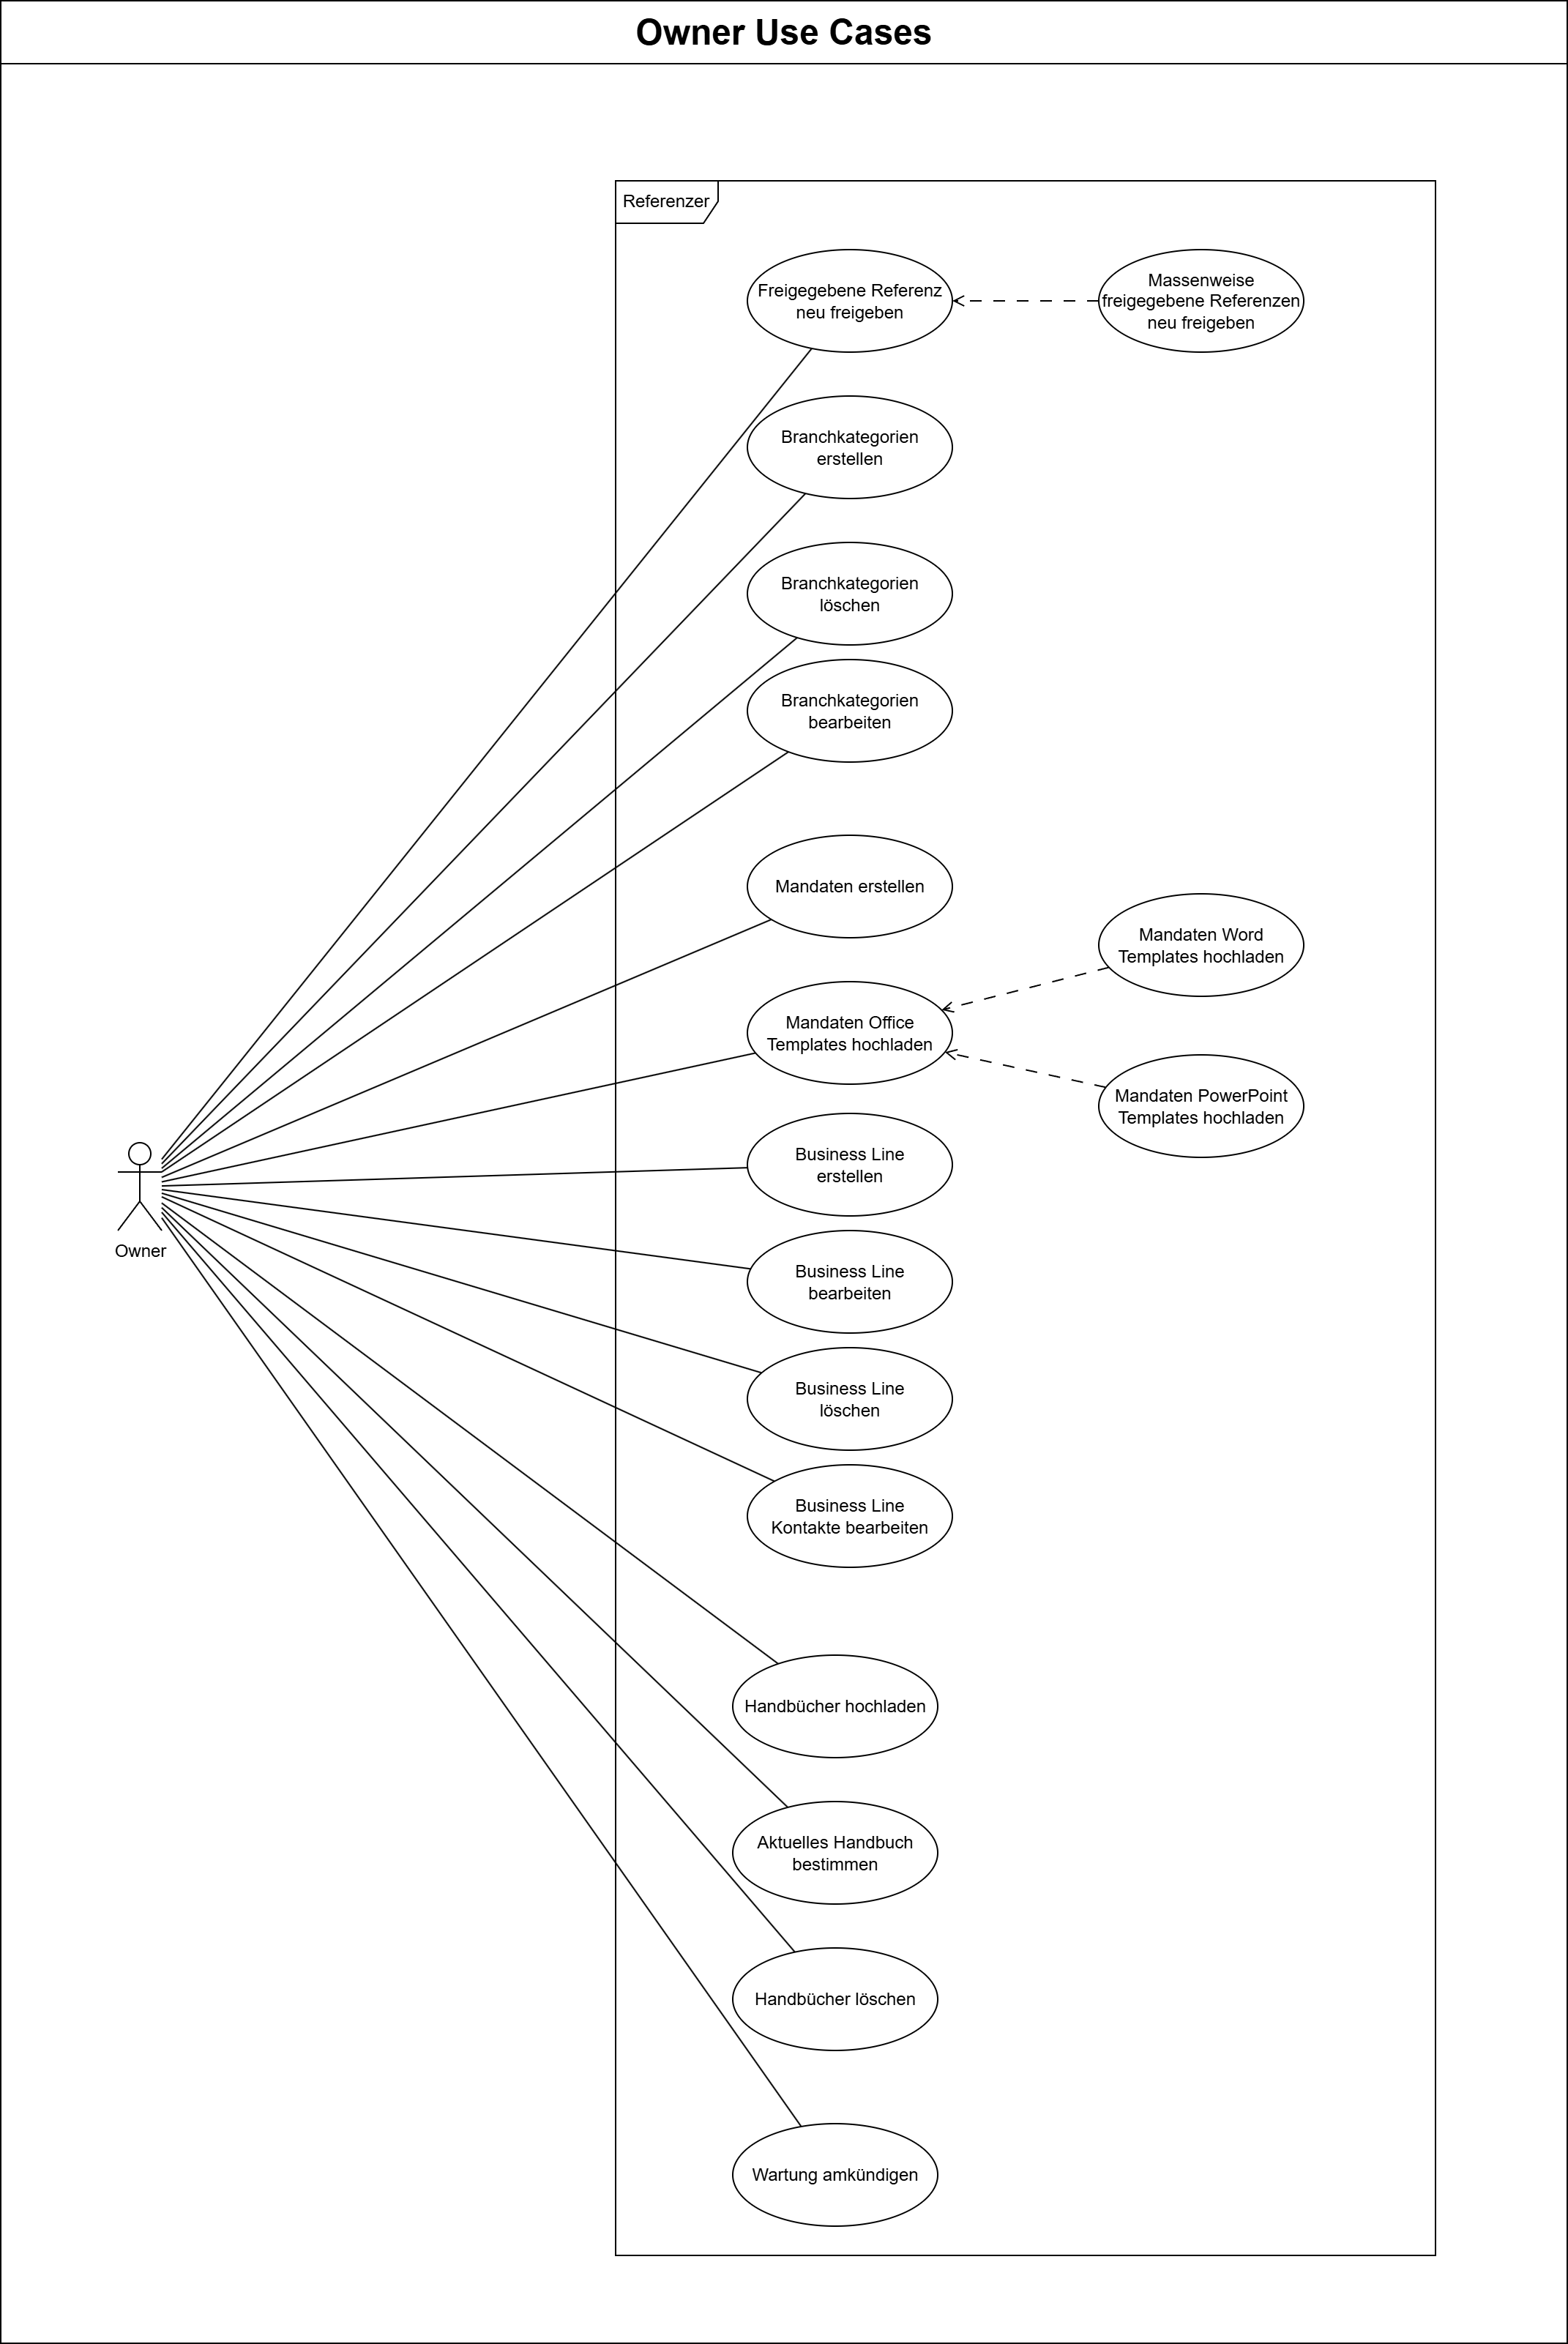 Owner Use Cases
Referenzer
Freigegebene Referenz
neu freigeben
Massenweise
freigegebene Referenzen
neu freigeben
Branchkategorien
erstellen
Branchkategorien
löschen
Branchkategorien
bearbeiten
Mandaten erstellen
Mandaten Word
Templates hochladen
Mandaten Office
Templates hochladen
Mandaten PowerPoint
Templates hochladen
Business Line
erstellen
Owner
Business Line
bearbeiten
Business Line
löschen
Business Line
Kontakte bearbeiten
Handbücher hochladen
Aktuelles Handbuch
bestimmen
Handbücher löschen
Wartung amkündigen